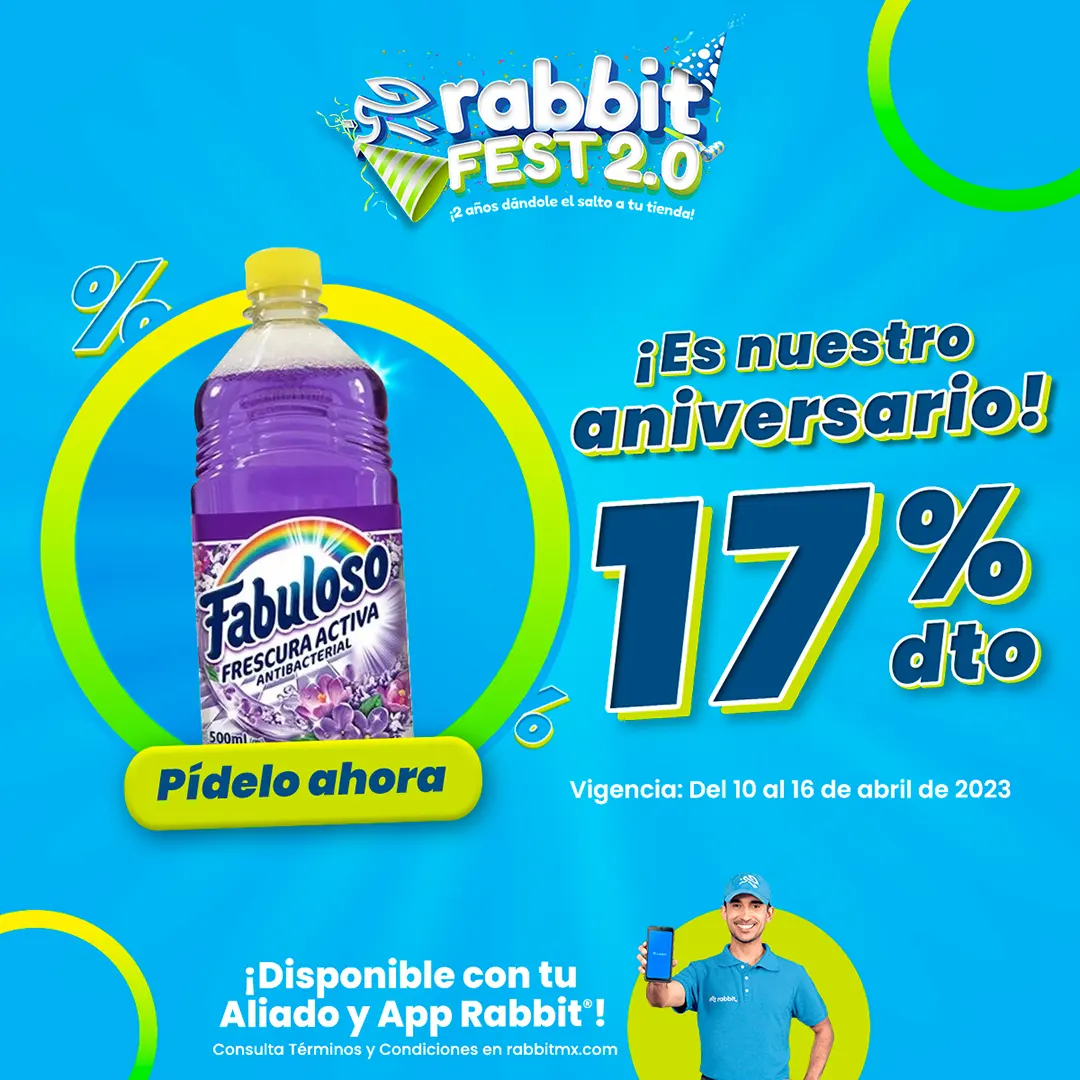 rabbit
FEST 2.0
¡2 años dándole el salto a tu tienda!
%
¡Es nuestro
aniversario!
17%
dto
Fabuloso
FRESCURA ACTIVA
ANTIBACTERIAL
500ml
%
Pídelo ahora
Vigencia: Del 10 al 16 de abril de 2023
rabbit
¡Disponible con tu
Aliado y App Rabbit®!
Consulta Términos y Condiciones en rabbitmx.com